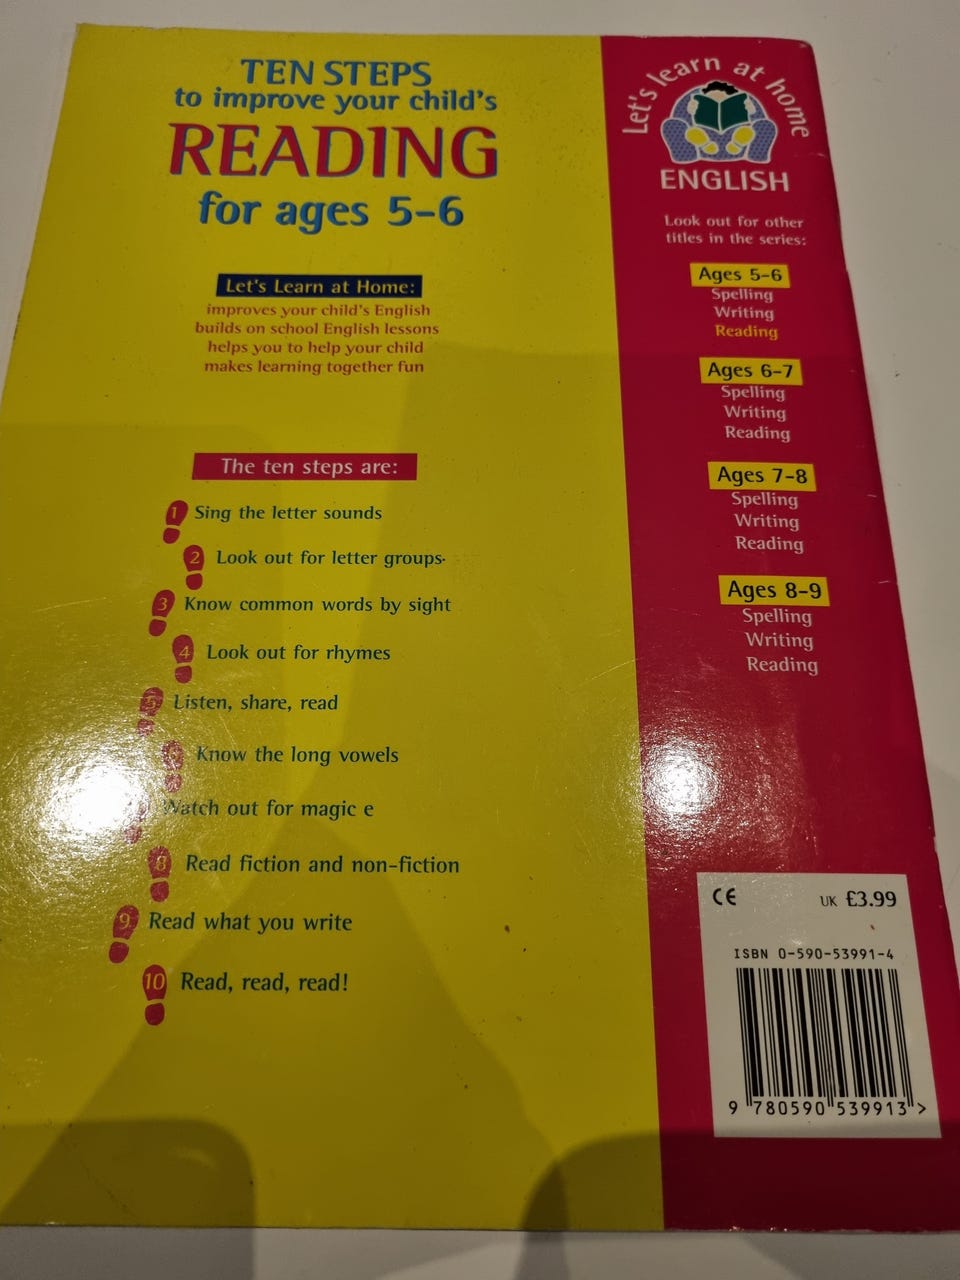 TEN STEPS
to improve your child's
READING
for ages 5-6
Let's Learn at Home:
improves your child's English
builds on school English lessons
helps you to help your child
makes learning together fun
The ten steps are:
1 Sing the letter sounds
2 Look out for letter groups
3 Know common words by sight
4 Look out for rhymes
5 Listen, share, read
6 Know the long vowels
Watch out for magic e
8 Read fiction and non-fiction
9 Read what you write
10 Read, read, read!
Let's learn at home
ENGLISH
Look out for other
titles in the series:
Ages 5-6
Spelling
Writing
Reading
Ages 6-7
Spelling
Writing
Reading
Ages 7-8
Spelling
Writing
Reading
Ages 8-9
Spelling
Writing
Reading
CE UK £3.99
ISBN 0-590-53991-4
9 780590 539913 >